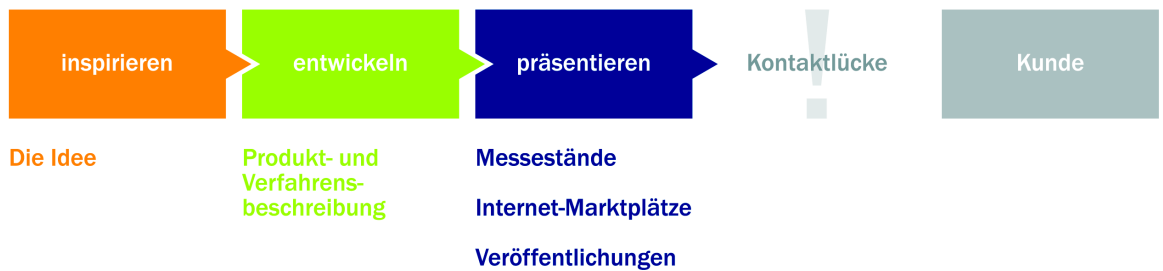 inspirieren
entwickeln
präsentieren
!
Kontaktlücke
Kunde
Die Idee
Produkt- und
Verfahrens-
beschreibung
Messestände
Internet-Marktplätze
Veröffentlichungen